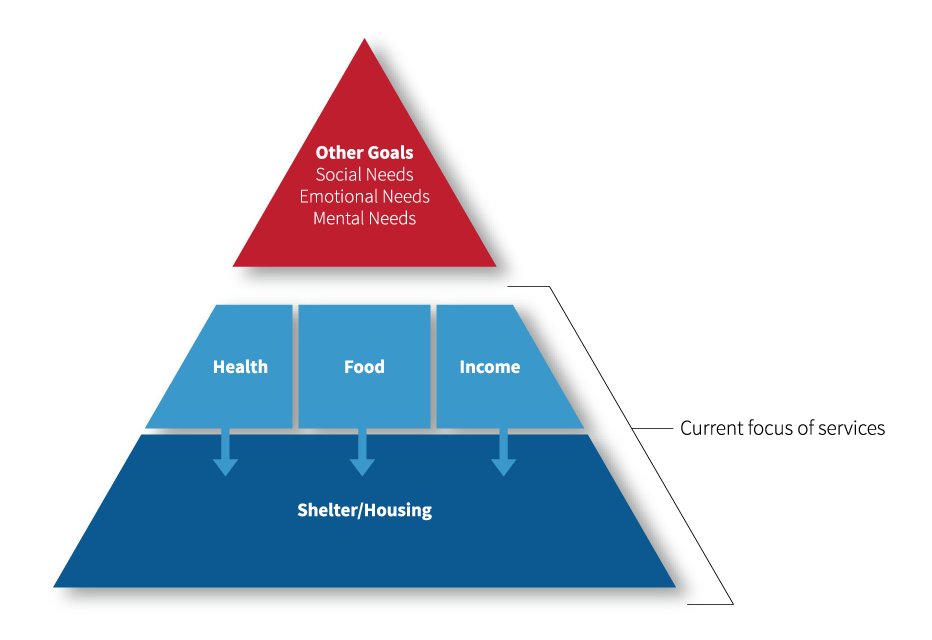 Other Goals
Social Needs
Emotional Needs
Mental Needs
Health
Food
Income
Current focus of services
Shelter/Housing